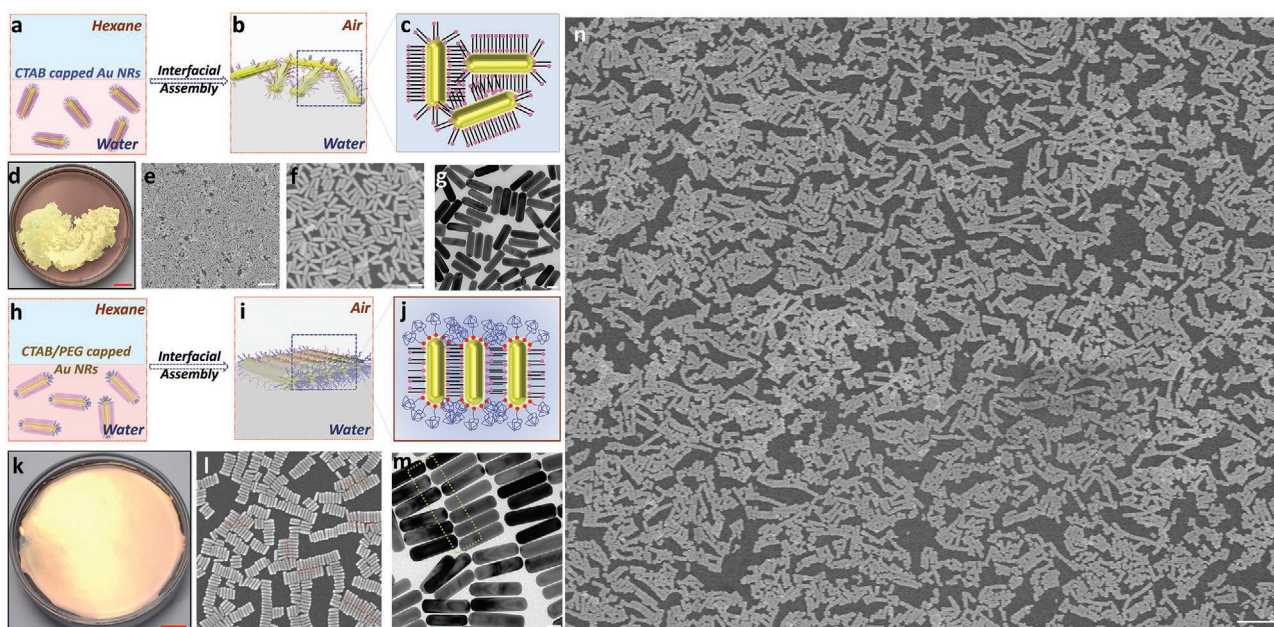 a
Hexane
CTAB capped Au NRs
Water
Interfacial
Assembly
b
Air
Water
c
d
e
f
g
h
Hexane
CTAB/PEG capped
Au NRs
Water
Interfacial
Assembly
i
Air
Water
j
k
l
m
n